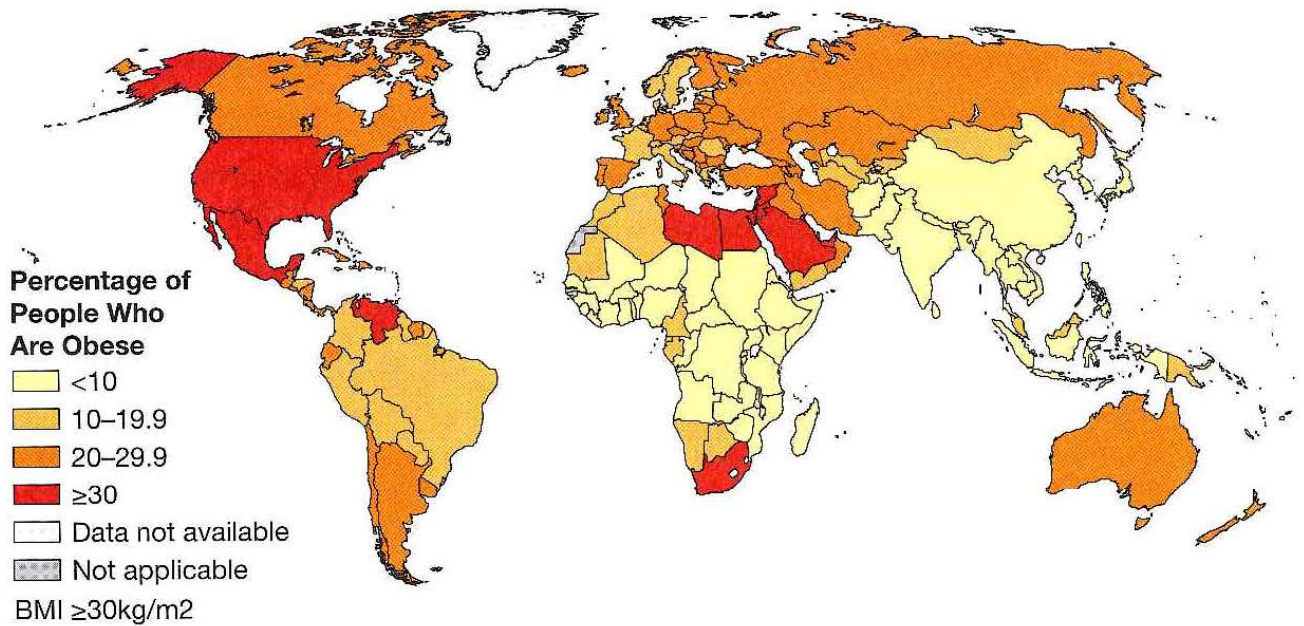 Percentage of
People Who
Are Obese
<10
10–19.9
20–29.9
≥30
Data not available
Not applicable
BMI ≥30kg/m2